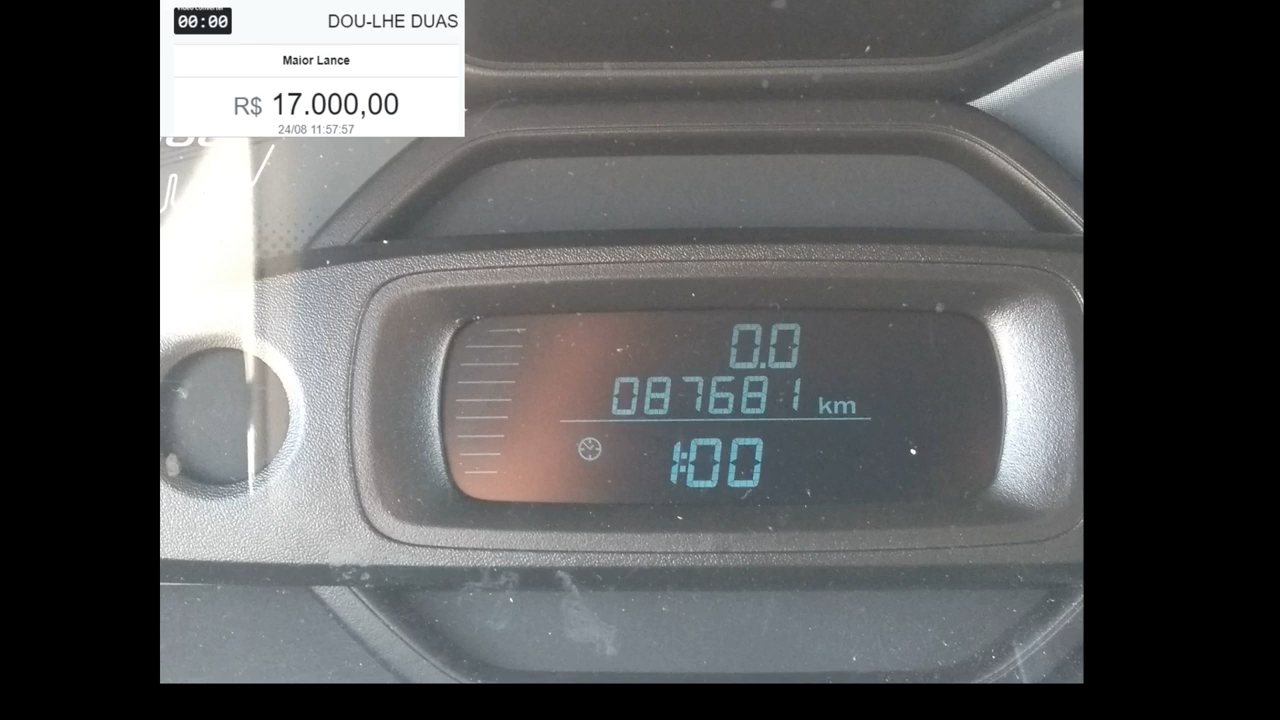 00:00
DOU-LHE DUAS
Maior Lance
R$ 17.000,00
24/08 11:57:57
0.0
087681 km
1:00